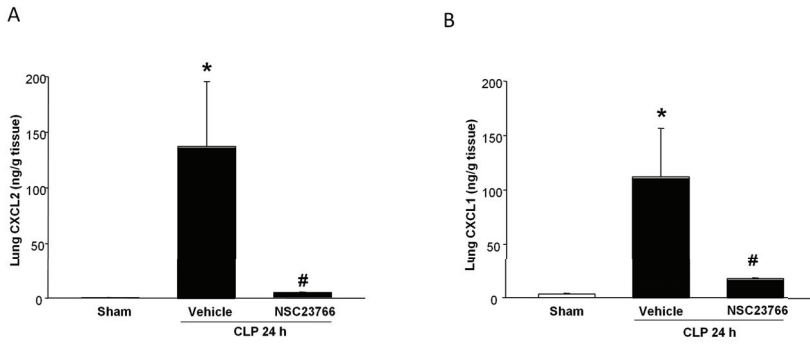 A
B
Lung CXCL2 (ng/g tissue)
200
150
100
50
0
*
#
Sham
Vehicle
NSC23766
CLP 24 h
Lung CXCL1 (ng/g tissue)
200
150
100
50
0
*
#
Sham
Vehicle
NSC23766
CLP 24 h